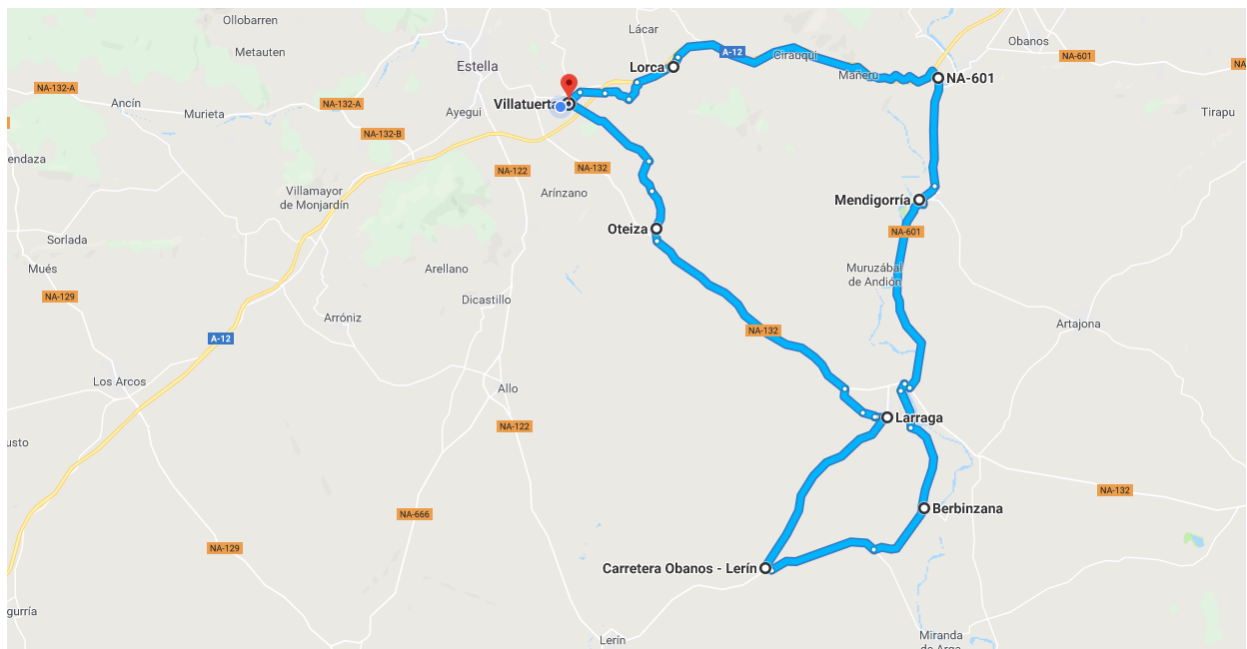 Ollobarren
Lácar
Obanos
Metauten
A-12
Cirauqui
NA-601
NA
Estella
Lorca
Mañeru
NA-601
NA-132-A
Ancín
NA-132-A
Villatuerta
Murieta
Ayegui
Tirapu
NA-132-B
endaza
NA-122
NA-132
Arínzano
Villamayor
de Monjardín
Mendigorría
Oteiza
NA-601
Sorlada
Mués
Arellano
Muruzábal
de Andión
NA-129
Dicastillo
Arróniz
Artajona
NA-132
A-12
Los Arcos
Allo
Larraga
NA-122
usto
NA-132
Berbinzana
NA-666
NA-129
Carretera Obanos - Lerín
gurría
Lerín
Miranda
de Arga